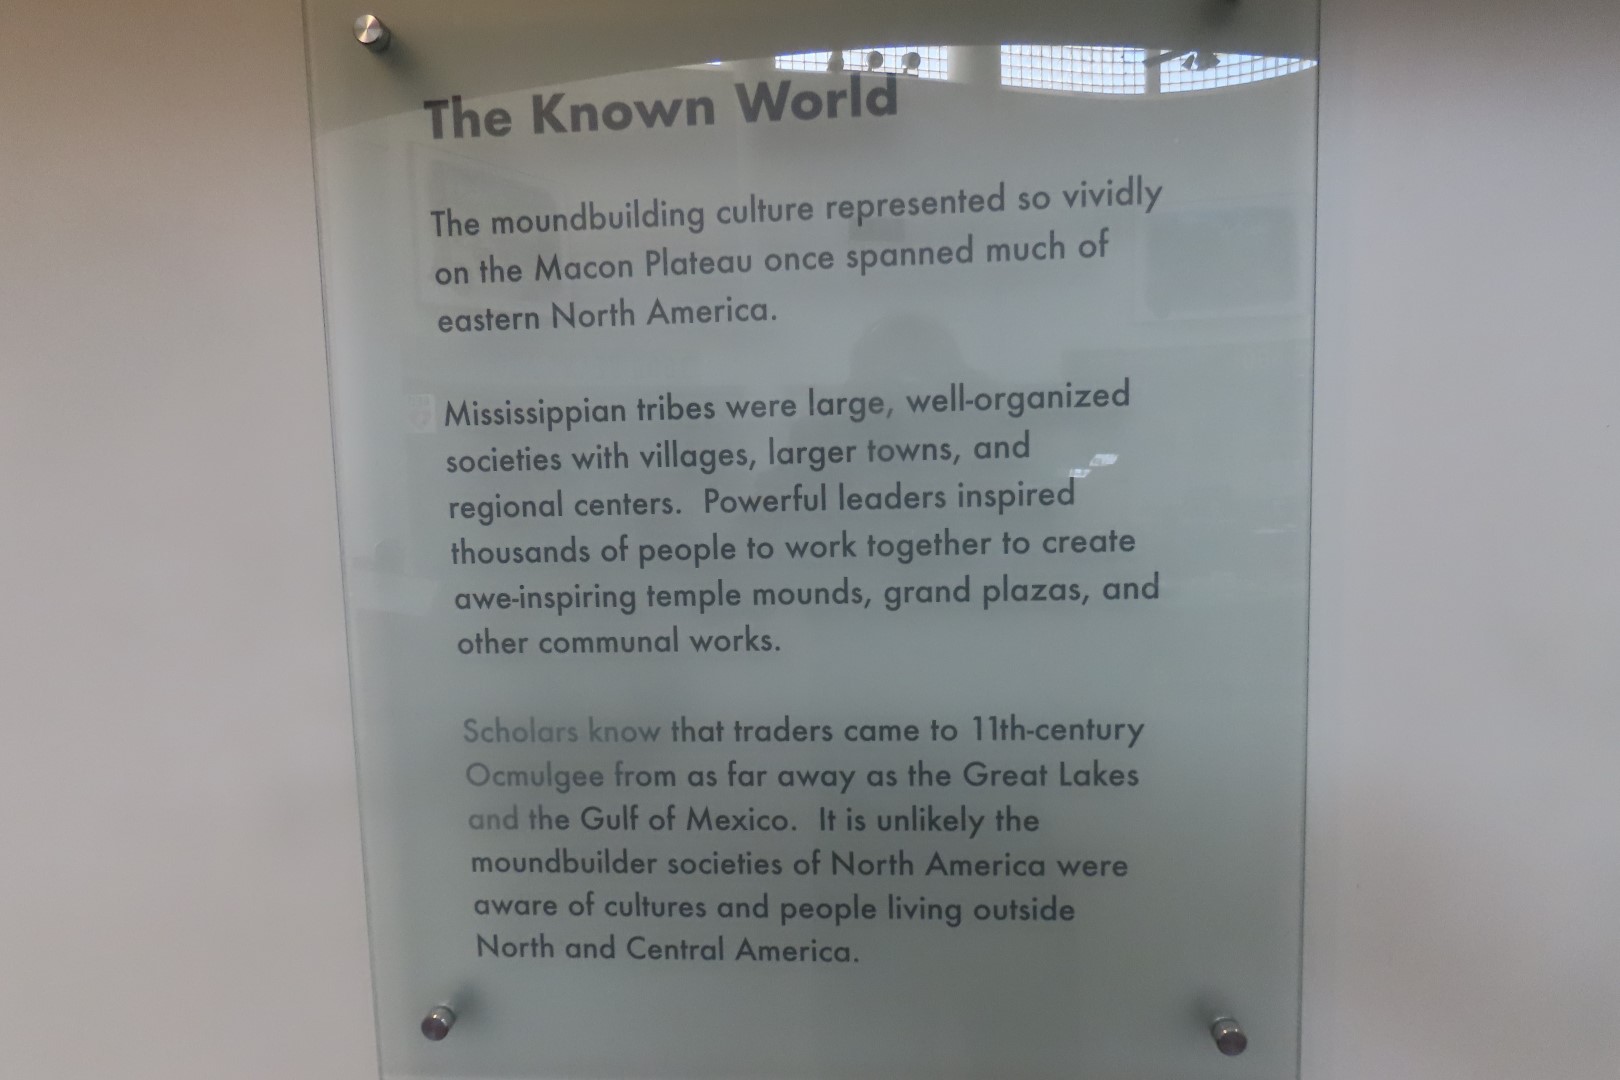 The Known World
The moundbuilding culture represented so vividly
on the Macon Plateau once spanned much of
eastern North America.
Mississippian tribes were large, well-organized
societies with villages, larger towns, and
regional centers.  Powerful leaders inspired
thousands of people to work together to create
awe-inspiring temple mounds, grand plazas, and
other communal works.
Scholars know that traders came to 11th-century
Ocmulgee from as far away as the Great Lakes
and the Gulf of Mexico.  It is unlikely the
moundbuilder societies of North America were
aware of cultures and people living outside
North and Central America.